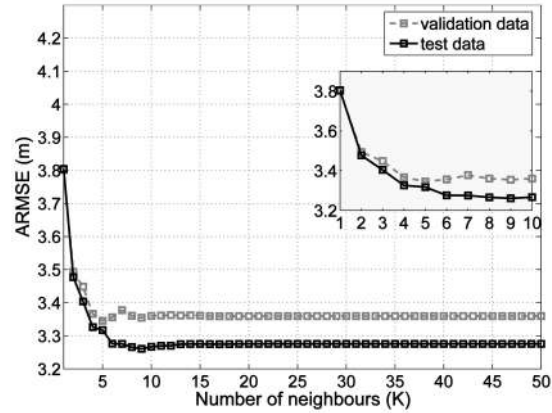 validation data
test data
4.3
4.2
4.1
4
3.9
3.8
3.7
3.6
3.5
3.4
3.3
3.2
ARMSE (m)
3.8
3.6
3.4
3.2
1 2 3 4 5 6 7 8 9 10
5 10 15 20 25 30 35 40 45 50
Number of neighbours (K)